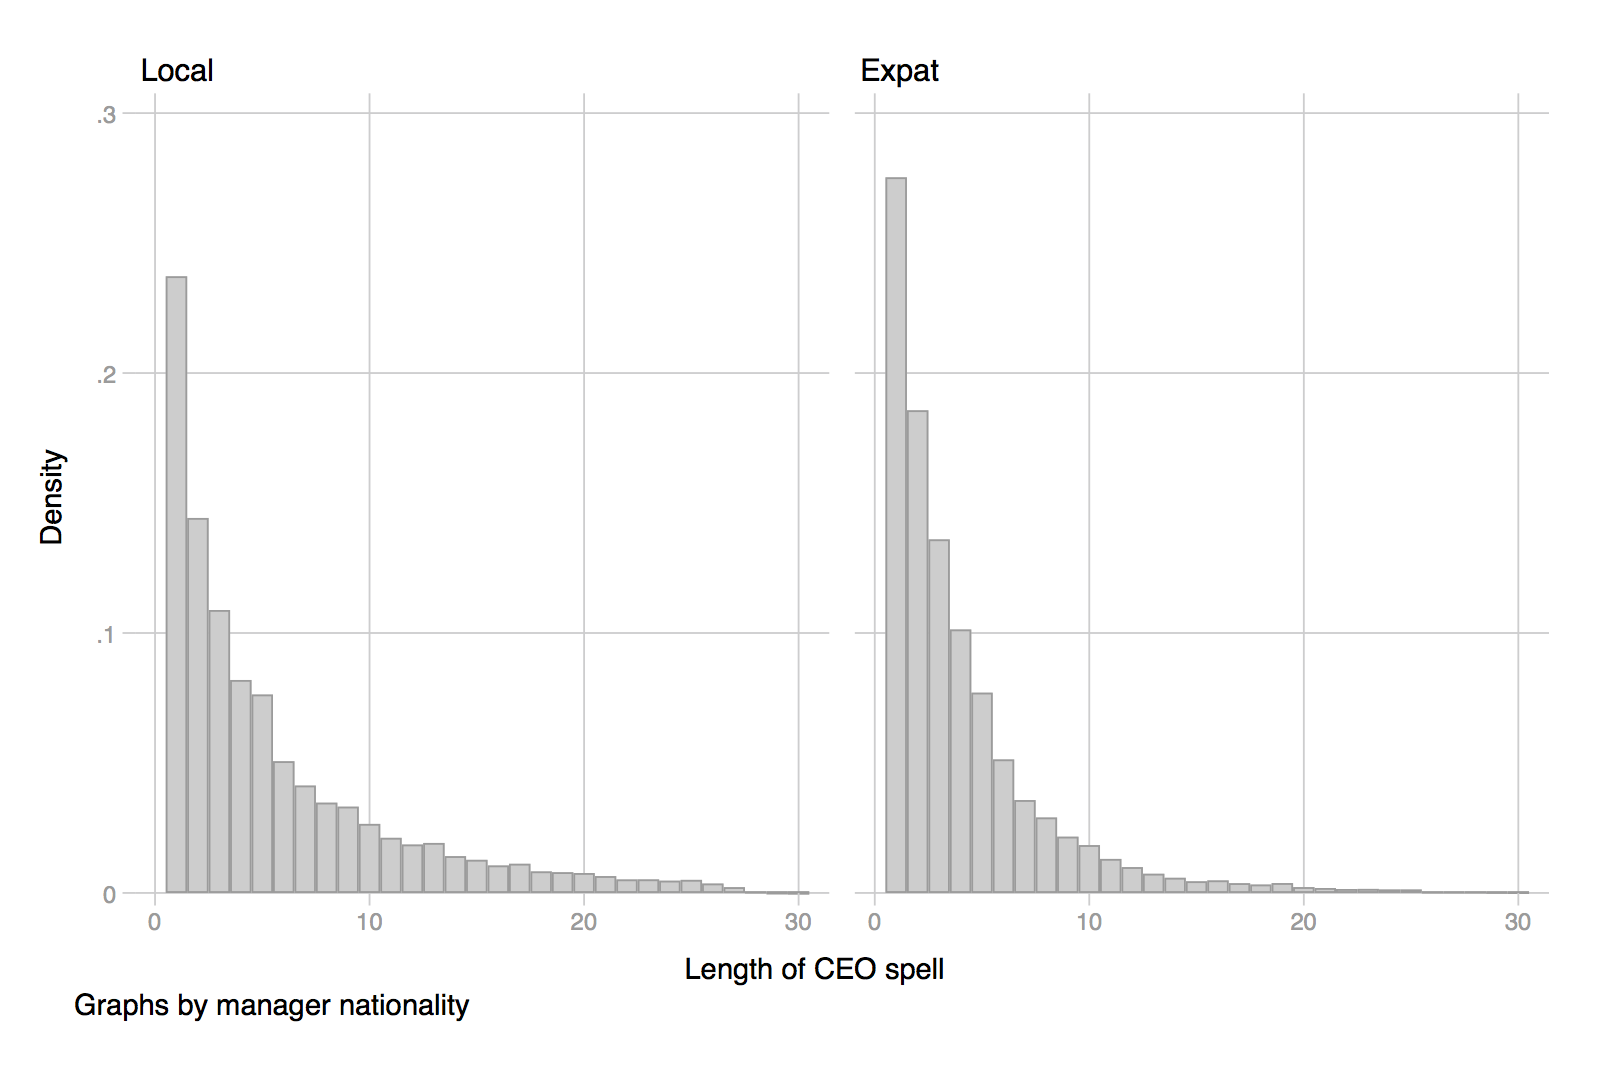 Local
Expat
.3
.2
.1
0
Density
0 10 20 30
0 10 20 30
Length of CEO spell
Graphs by manager nationality